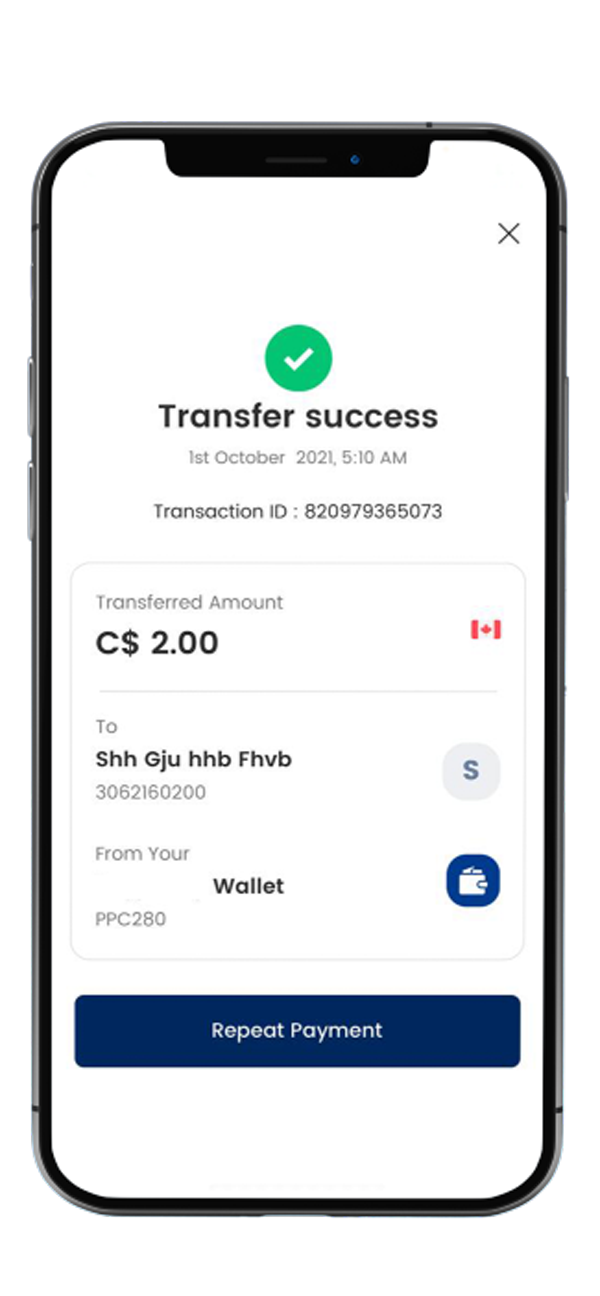 Transfer success
1st October 2021, 5:10 AM
Transaction ID : 820979365073
Transferred Amount
C$ 2.00
To
Shh Gju hhb Fhvb
S
3062160200
From Your
Wallet
PPC280
Repeat Payment